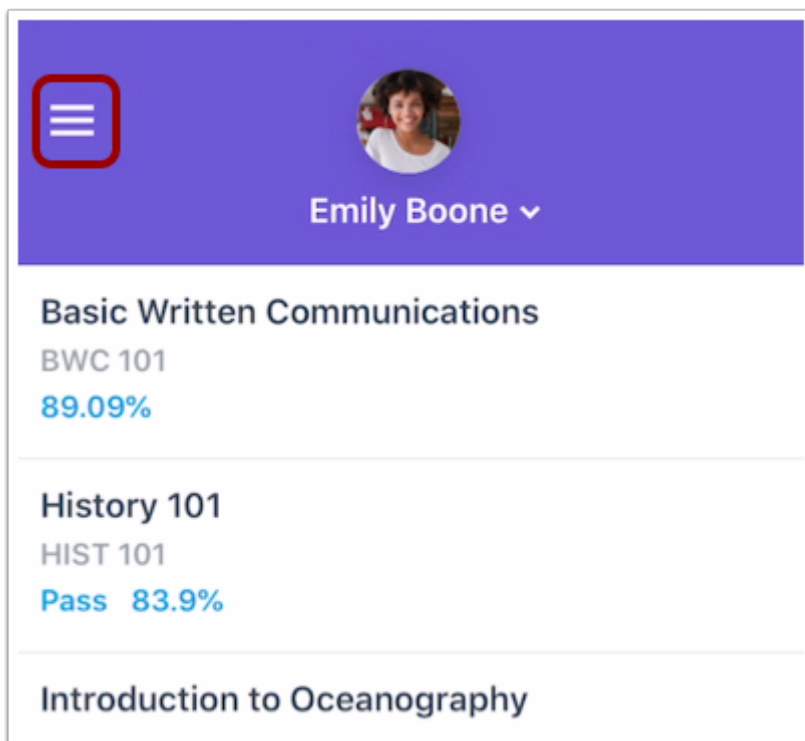 Emily Boone
Basic Written Communications
BWC 101
89.09%
History 101
HIST 101
Pass 83.9%
Introduction to Oceanography